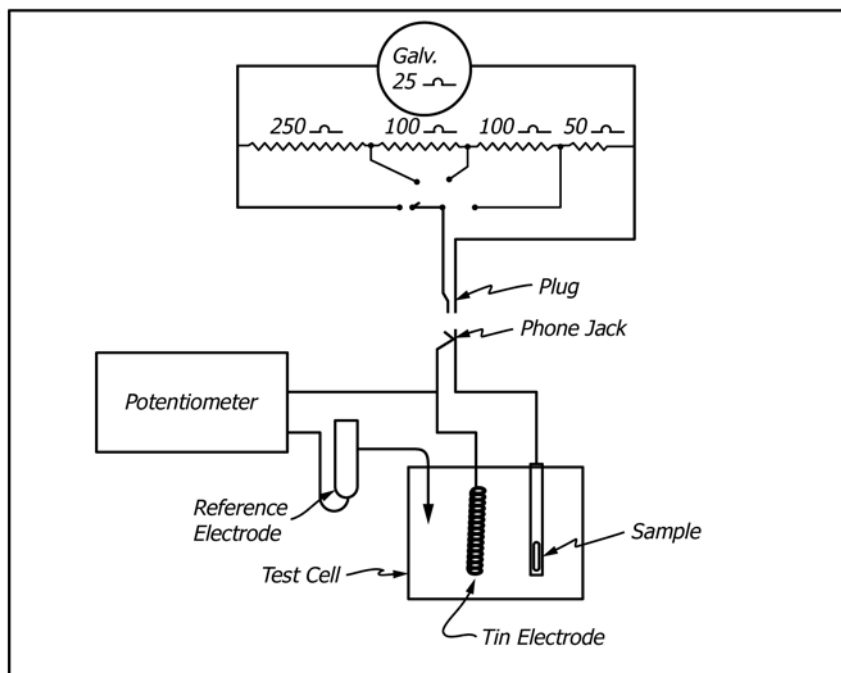 Galv.
25
250
100
100
50
Plug
Phone Jack
Potentiometer
Reference
Electrode
Sample
Test Cell
Tin Electrode